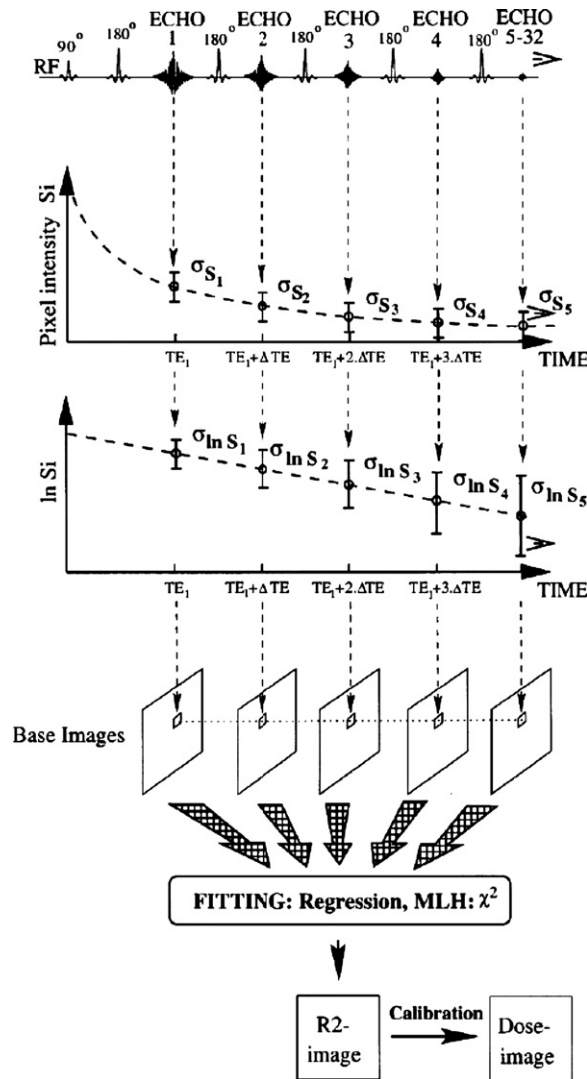 ECHO ECHO ECHO ECHO ECHO
90° 180° 1 180° 2 180° 3 180° 4 180° 5-32
RF
Pixel intensity Si
σS₁ σS₂ σS₃ σS₄ σS₅
TE₁ TE₁+ΔTE TE₁+2.ΔTE TE₁+3.ΔTE TIME
ln Si
σln S₁ σln S₂ σln S₃ σln S₄ σln S₅
TE₁ TE₁+ΔTE TE₁+2.ΔTE TE₁+3.ΔTE TIME
Base Images
FITTING: Regression, MLH: χ²
R2-
image
Calibration
Dose-
image